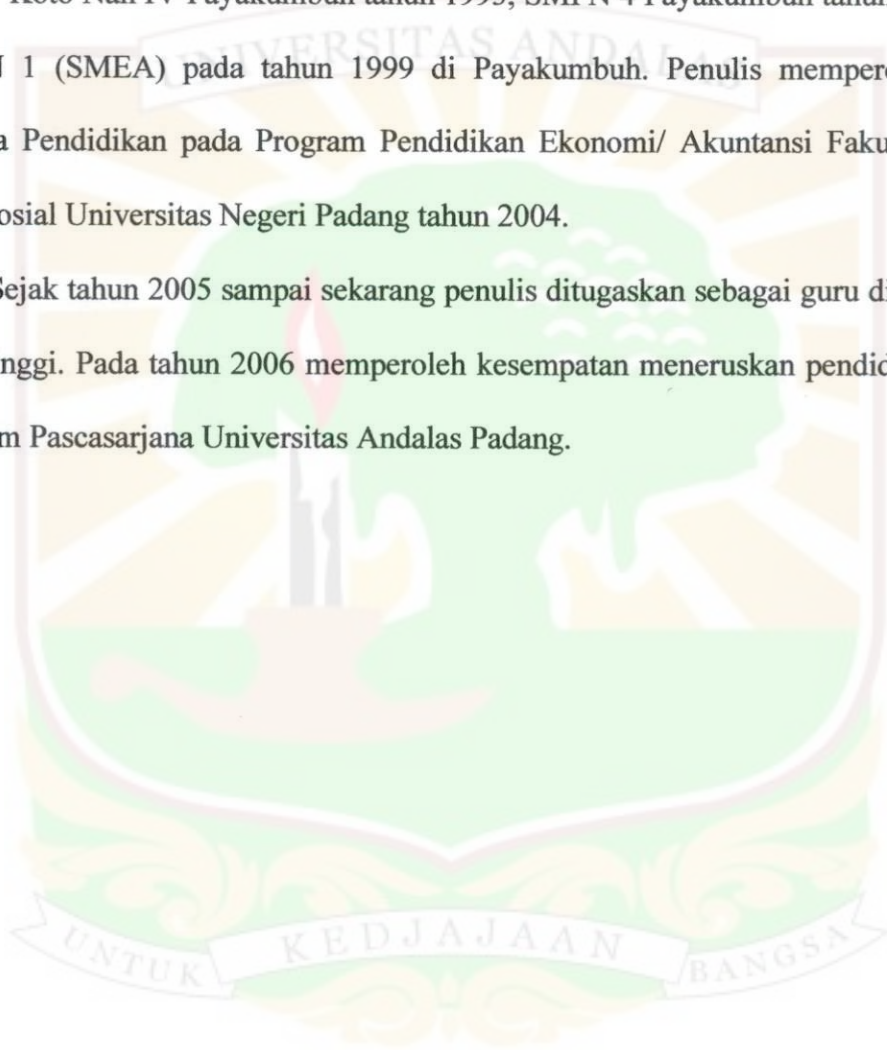 Koto Nan IV Payakumbuh tahun 1993, SMP N 4 Payakumbuh tahun
1 (SMEA) pada tahun 1999 di Payakumbuh. Penulis memper
Pendidikan pada Program Pendidikan Ekonomi/ Akuntansi Faku
osial Universitas Negeri Padang tahun 2004.
Sejak tahun 2005 sampai sekarang penulis ditugaskan sebagai guru di
nggi. Pada tahun 2006 memperoleh kesempatan meneruskan pendid
m Pascasarjana Universitas Andalas Padang.
UNIVERSITAS ANDALAS
UNTUK KEDJAJAAN BANGSA